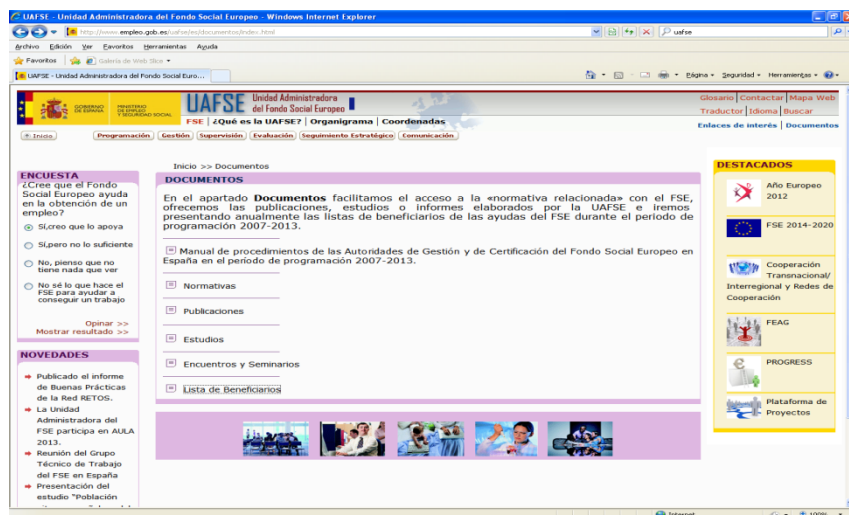 UAFSE - Unidad Administradora del Fondo Social Europeo - Windows Internet Explorer
http://www.empleo.gob.es/uafse/es/documentos/index.html
uafse
Archivo Edición Ver Favoritos Herramientas Ayuda
Favoritos Galería de Web Slice
UAFSE - Unidad Administradora del Fondo Social Euro...
Página Seguridad Herramientas
GOBIERNO DE ESPAÑA
MINISTERIO DE EMPLEO Y SEGURIDAD SOCIAL
UAFSE Unidad Administradora
del Fondo Social Europeo
FSE | ¿Qué es la UAFSE? | Organigrama | Coordenadas
Glosario | Contactar | Mapa Web
Traductor | Idioma | Buscar
Enlaces de interés | Documentos
Inicio Programación Gestión Supervisión Evaluación Seguimiento Estratégico Comunicación
Inicio >> Documentos
ENCUESTA
¿Cree que el Fondo
Social Europeo ayuda
en la obtención de un
empleo?
Sí,creo que lo apoya
Sí,pero no lo suficiente
No, pienso que no
tiene nada que ver
No sé lo que hace el
FSE para ayudar a
conseguir un trabajo
Opinar >>
Mostrar resultado >>
NOVEDADES
Publicado el informe
de Buenas Prácticas
de la Red RETOS.
La Unidad
Administradora del
FSE participa en AULA
2013.
Reunión del Grupo
Técnico de Trabajo
del FSE en España
Presentación del
estudio "Población
DOCUMENTOS
En el apartado Documentos facilitamos el acceso a la «normativa relacionada» con el FSE,
ofrecemos las publicaciones, estudios o informes elaborados por la UAFSE e iremos
presentando anualmente las listas de beneficiarios de las ayudas del FSE durante el periodo de
programación 2007-2013.
Manual de procedimientos de las Autoridades de Gestión y de Certificación del Fondo Social Europeo en
España en el periodo de programación 2007-2013.
Normativas
Publicaciones
Estudios
Encuentros y Seminarios
Lista de Beneficiarios
DESTACADOS
Año Europeo
2012
FSE 2014-2020
Cooperación
Transnacional/
Interregional y Redes de
Cooperación
FEAG
PROGRESS
Plataforma de
Proyectos
Internet
100%